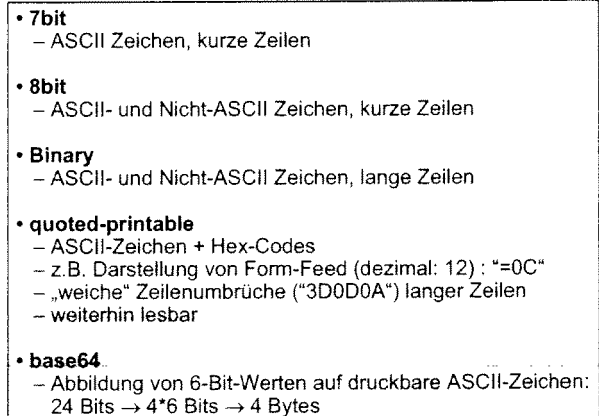 • 7bit
– ASCII Zeichen, kurze Zeilen
• 8bit
– ASCII- und Nicht-ASCII Zeichen, kurze Zeilen
• Binary
– ASCII- und Nicht-ASCII Zeichen, lange Zeilen
• quoted-printable
– ASCII-Zeichen + Hex-Codes
– z.B. Darstellung von Form-Feed (dezimal: 12) : “=0C“
– „weiche“ Zeilenumbrüche (“3D0D0A“) langer Zeilen
– weiterhin lesbar
• base64
– Abbildung von 6-Bit-Werten auf druckbare ASCII-Zeichen:
24 Bits → 4*6 Bits → 4 Bytes